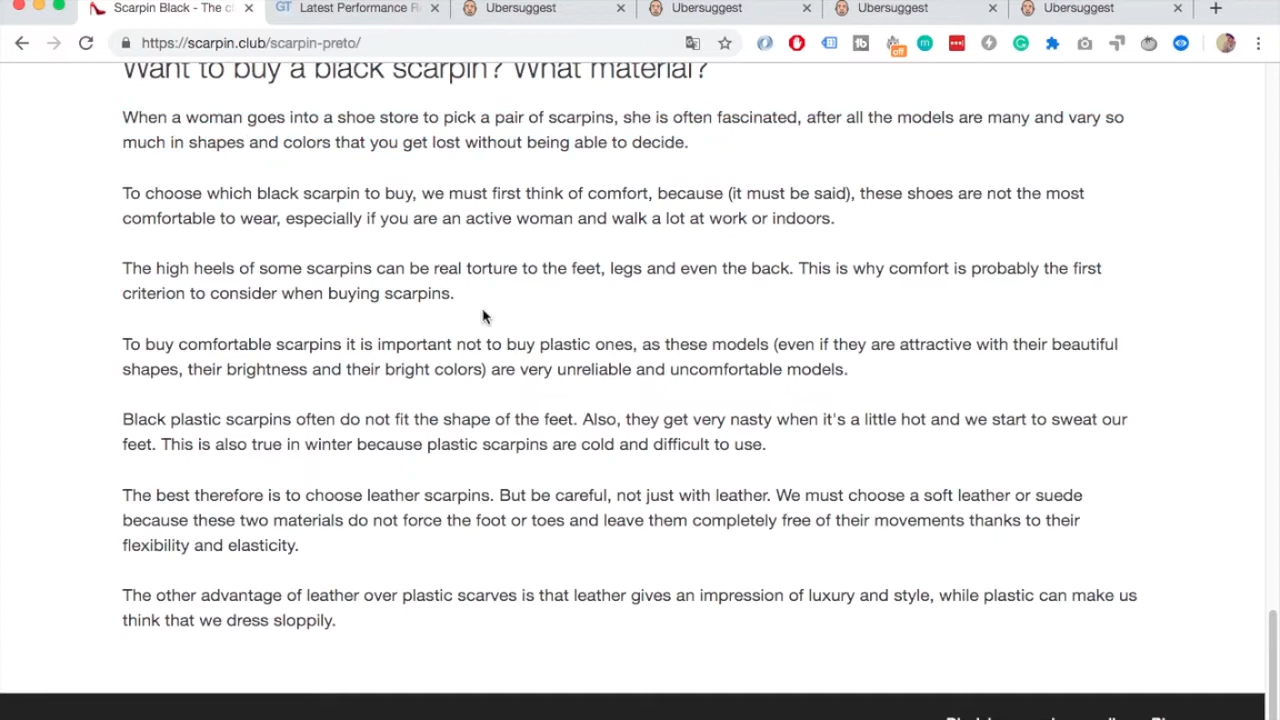 Scarpin Black - The cl
Latest Performance R
Ubersuggest
Ubersuggest
Ubersuggest
Ubersuggest
https://scarpin.club/scarpin-preto/
off
Want to buy a black scarpin? What material?
When a woman goes into a shoe store to pick a pair of scarpins, she is often fascinated, after all the models are many and vary so
much in shapes and colors that you get lost without being able to decide.
To choose which black scarpin to buy, we must first think of comfort, because (it must be said), these shoes are not the most
comfortable to wear, especially if you are an active woman and walk a lot at work or indoors.
The high heels of some scarpins can be real torture to the feet, legs and even the back. This is why comfort is probably the first
criterion to consider when buying scarpins.
To buy comfortable scarpins it is important not to buy plastic ones, as these models (even if they are attractive with their beautiful
shapes, their brightness and their bright colors) are very unreliable and uncomfortable models.
Black plastic scarpins often do not fit the shape of the feet. Also, they get very nasty when it's a little hot and we start to sweat our
feet. This is also true in winter because plastic scarpins are cold and difficult to use.
The best therefore is to choose leather scarpins. But be careful, not just with leather. We must choose a soft leather or suede
because these two materials do not force the foot or toes and leave them completely free of their movements thanks to their
flexibility and elasticity.
The other advantage of leather over plastic scarves is that leather gives an impression of luxury and style, while plastic can make us
think that we dress sloppily.